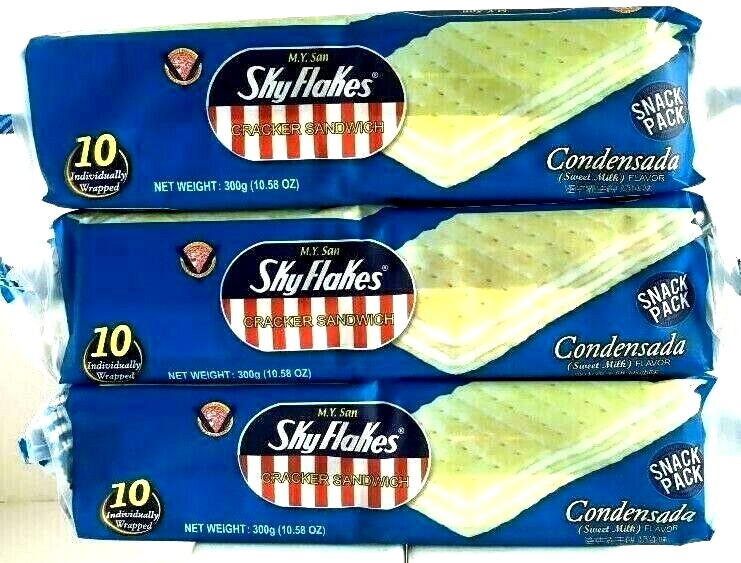 M.Y. San
SkyFlakes®
CRACKER SANDWICH
SNACK
PACK
10
Individually
Wrapped
NET WEIGHT: 300g (10.58 OZ)
Condensada
(Sweet Milk) FLAVOR
M.Y. San
SkyFlakes®
CRACKER SANDWICH
SNACK
PACK
10
Individually
Wrapped
NET WEIGHT: 300g (10.58 OZ)
Condensada
(Sweet Milk) FLAVOR
M.Y. San
SkyFlakes®
CRACKER SANDWICH
SNACK
PACK
10
Individually
Wrapped
NET WEIGHT: 300g (10.58 OZ)
Condensada
(Sweet Milk) FLAVOR